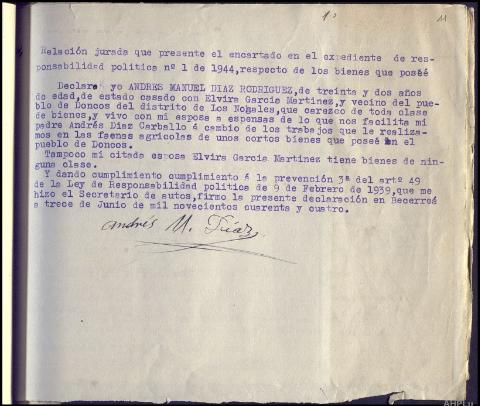 11
Relación jurada que presente el encartado en el expediente de res-
ponsabilidad politica nº 1 de 1944,respecto de los bienes que poseé
Declara yo ANDRES MANUEL DIAZ RODRIGUEZ,de treinta y dos años
de edad,de estado casado con Elvira Garcia Martinez,y vecino del pue-
blo de Doncos del distrito de Los Nogales,que carezco de toda clase
de bienes,y vivo con mi esposa a espensas de lo que nos facilita mi
padre Andrés Diaz Carballo á cambio de los trabajos que le realiza-
mos en las faenas agricolas de unos cortos bienes que poseé en el
pueblo de Doncos.
Tampoco mi citada esposa Elvira Garcia Martinez tiene bienes de nin-
guna clase.
Y dando cumplimiento cumplimiento á la prevención 3ª del artº 49
de la Ley de Responsabilidad politica de 9 de Febrero de 1939,que me
hizo el Secretario de autos,firmo la presente declaración en Becerreá
a trece de Junio de mil novecientos cuarenta y cuatro.
Andrés M. Díaz